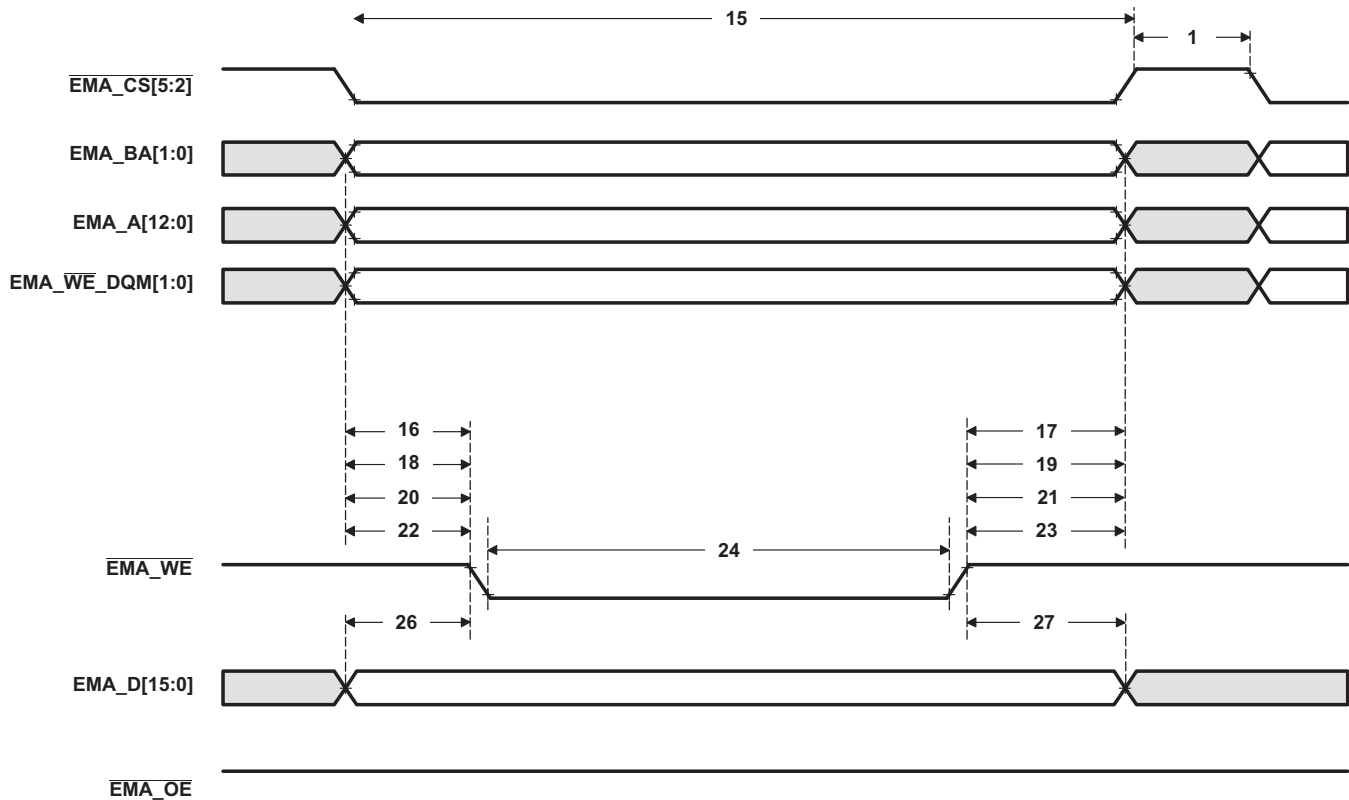 15
1
EMA_CS[5:2]
EMA_BA[1:0]
EMA_A[12:0]
EMA_WE_DQM[1:0]
16 17
18 19
20 21
22 23
24
EMA_WE
26 27
EMA_D[15:0]
EMA_OE